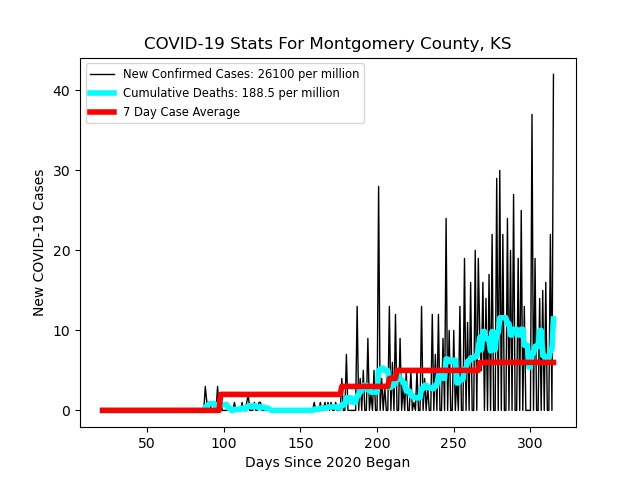 COVID-19 Stats For Montgomery County, KS
New Confirmed Cases: 26100 per million
Cumulative Deaths: 188.5 per million
7 Day Case Average
New COVID-19 Cases
40
30
20
10
0
50 100 150 200 250 300
Days Since 2020 Began